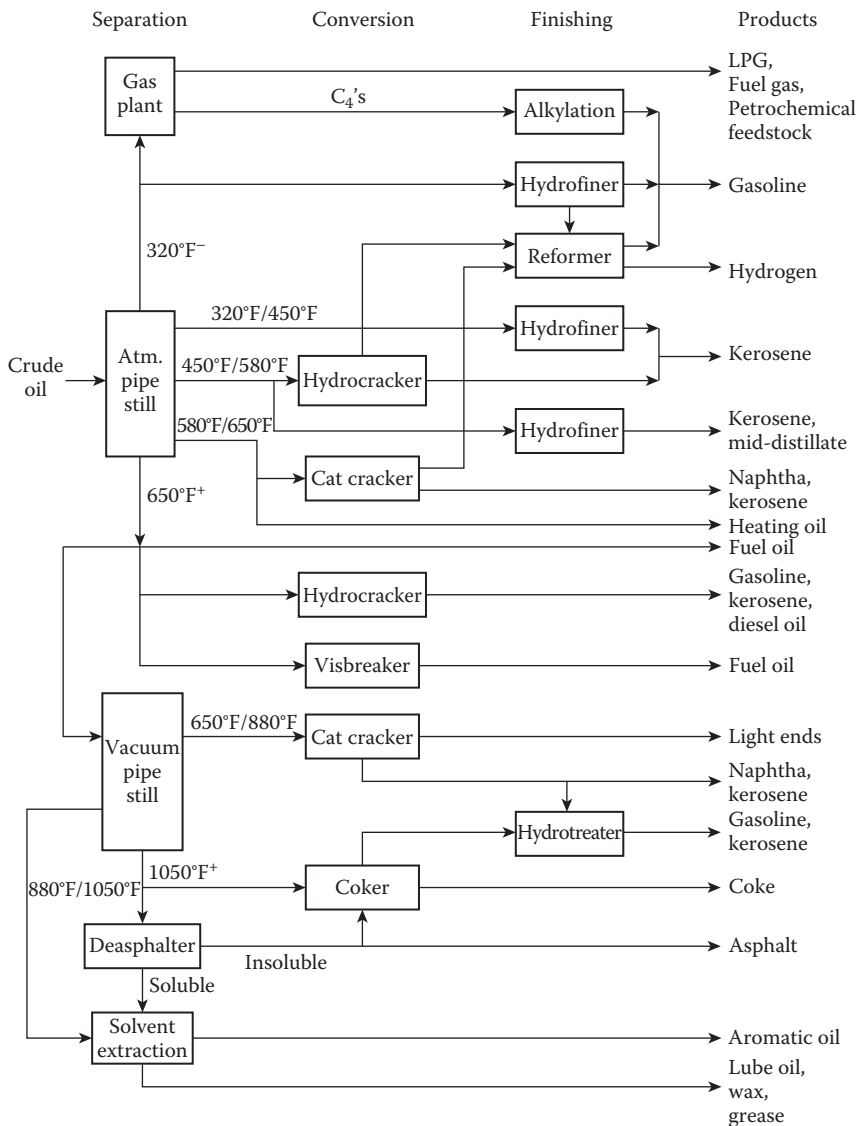 Separation
Conversion
Finishing
Products
Gas
plant
C₄'s
Alkylation
LPG,
Fuel gas,
Petrochemical
feedstock
Hydrofiner
Gasoline
320°F⁻
Reformer
Hydrogen
Crude
oil
Atm.
pipe
still
320°F/450°F
Hydrofiner
Kerosene
450°F/580°F
Hydrocracker
580°F/650°F
Hydrofiner
Kerosene,
mid-distillate
Cat cracker
Naphtha,
kerosene
650°F⁺
Heating oil
Fuel oil
Hydrocracker
Gasoline,
kerosene,
diesel oil
Visbreaker
Fuel oil
Vacuum
pipe
still
650°F/880°F
Cat cracker
Light ends
Naphtha,
kerosene
Hydrotreater
Gasoline,
kerosene
880°F/1050°F
1050°F⁺
Coker
Coke
Deasphalter
Insoluble
Asphalt
Soluble
Solvent
extraction
Aromatic oil
Lube oil,
wax,
grease